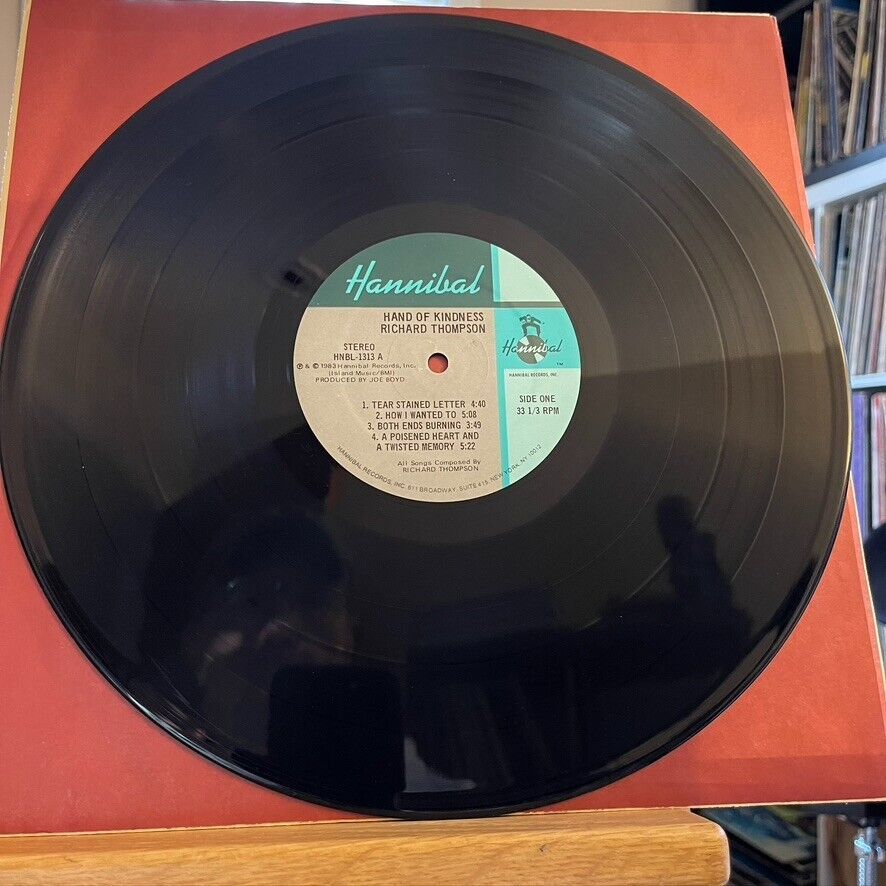 Hannibal
HAND OF KINDNESS
RICHARD THOMPSON
STEREO
HNBL-1313 A
℗ & © 1983 Hannibal Records, Inc.
(Island Music/BMI)
PRODUCED BY JOE BOYD
1. TEAR STAINED LETTER 4:40
2. HOW I WANTED TO 5:08
3. BOTH ENDS BURNING 3:49
4. A POISENED HEART AND
A TWISTED MEMORY 5:22
All Songs Composed By
RICHARD THOMPSON
Hannibal
TM
HANNIBAL RECORDS, INC.
SIDE ONE
33 1/3 RPM
HANNIBAL RECORDS, INC. 611 BROADWAY, SUITE 415, NEW YORK, NY 10012